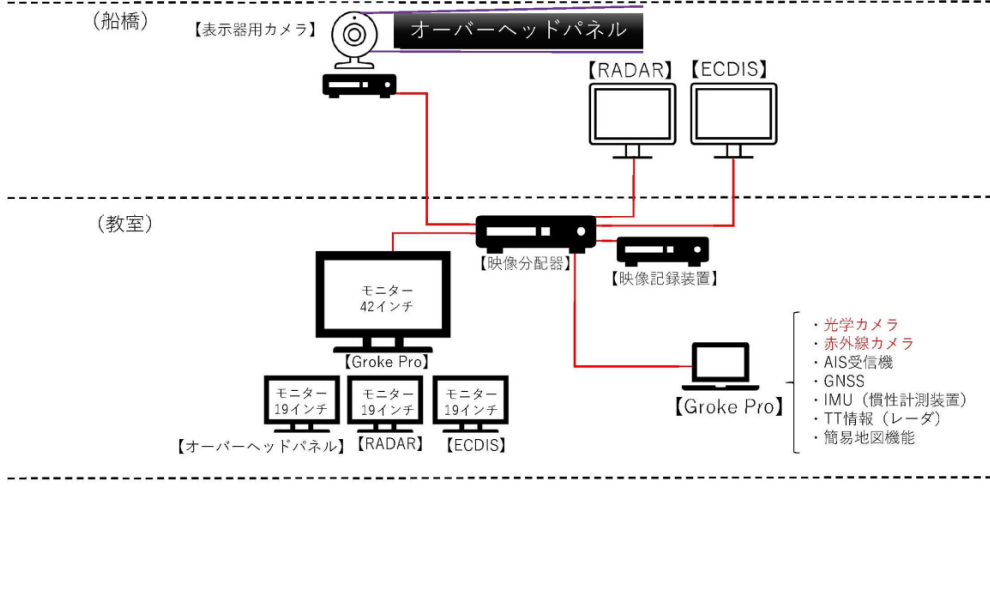 （船橋）
【表示器用カメラ】
オーバーヘッドパネル
【RADAR】
【ECDIS】
（教室）
【映像分配器】
【映像記録装置】
モニター
42インチ
【Groke Pro】
モニター
19インチ
モニター
19インチ
モニター
19インチ
【オーバーヘッドパネル】
【RADAR】
【ECDIS】
【Groke Pro】
・光学カメラ
・赤外線カメラ
・AIS受信機
・GNSS
・IMU（慣性計測装置）
・TT情報（レーダ）
・簡易地図機能